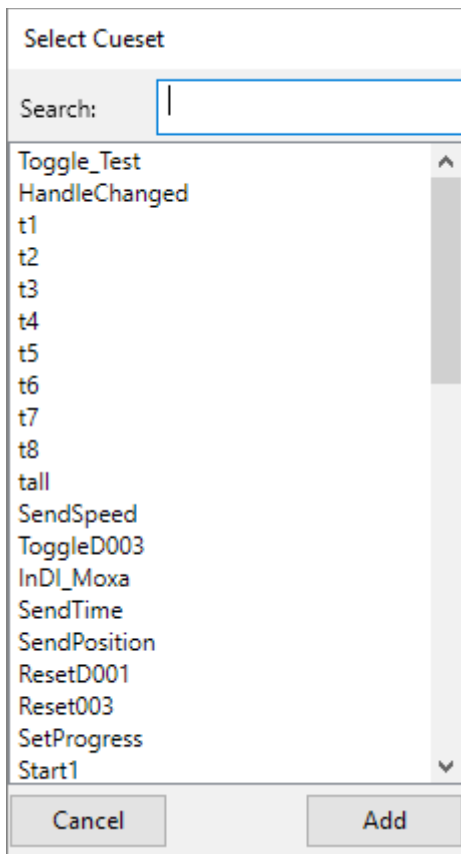 Select Cueset
Search:
Toggle_Test
HandleChanged
t1
t2
t3
t4
t5
t6
t7
t8
tall
SendSpeed
ToggleD003
InDI_Moxa
SendTime
SendPosition
ResetD001
Reset003
SetProgress
Start1
Cancel Add